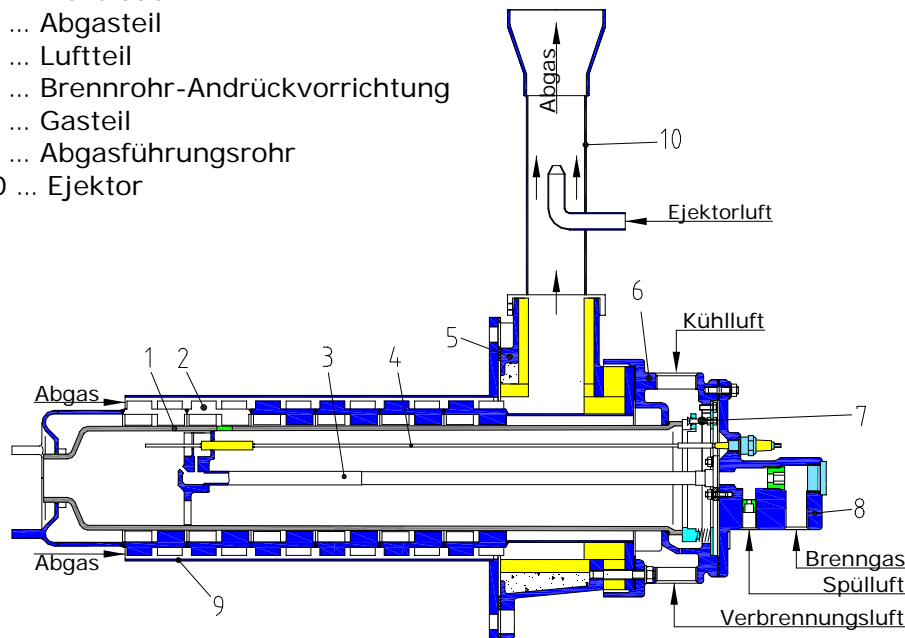 ... Abgasteil
... Luftteil
... Brennrohr-Andrückvorrichtung
... Gasteil
... Abgasführungsrohr
... Ejektor
Abgas
10
Ejektorluft
6
Kühlluft
5
1
2
3
4
Abgas
7
8
Abgas
9
Brenngas
Spülluft
Verbrennungsluft